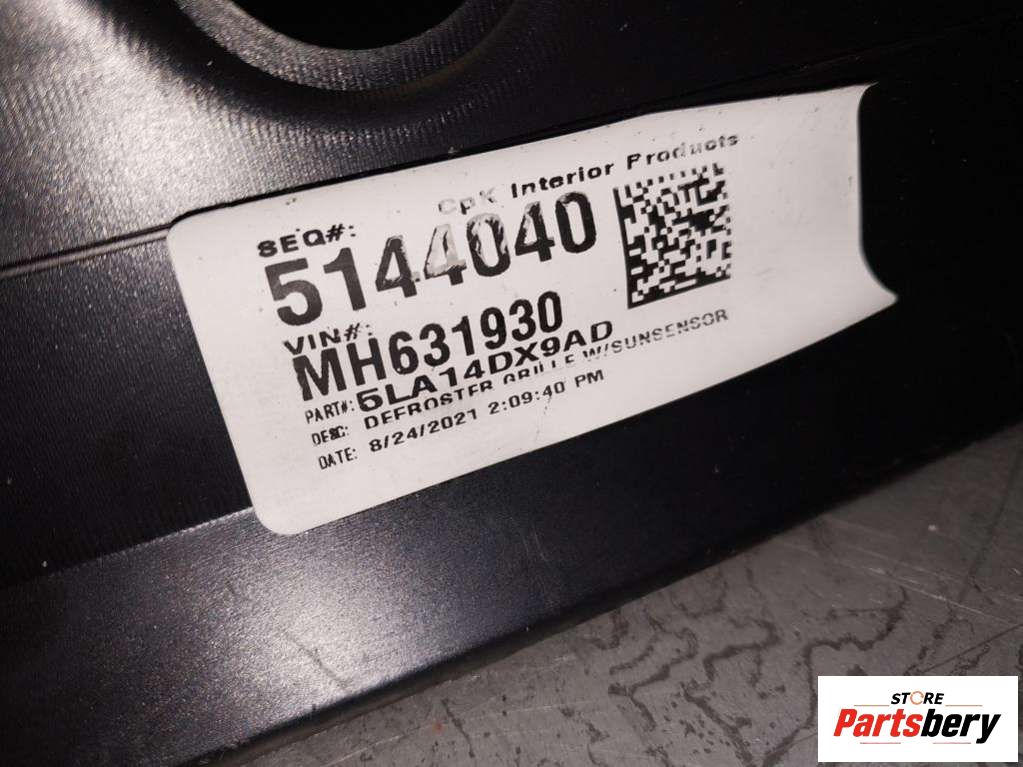 CpK Interior Products
SEQ#:
5144040
VIN#:
MH631930
PART#: 5LA14DX9AD
DESC: DEFROSTER GRILLE W/SUNSENSOR
DATE: 8/24/2021 2:09:40 PM
STORE
Partsbery